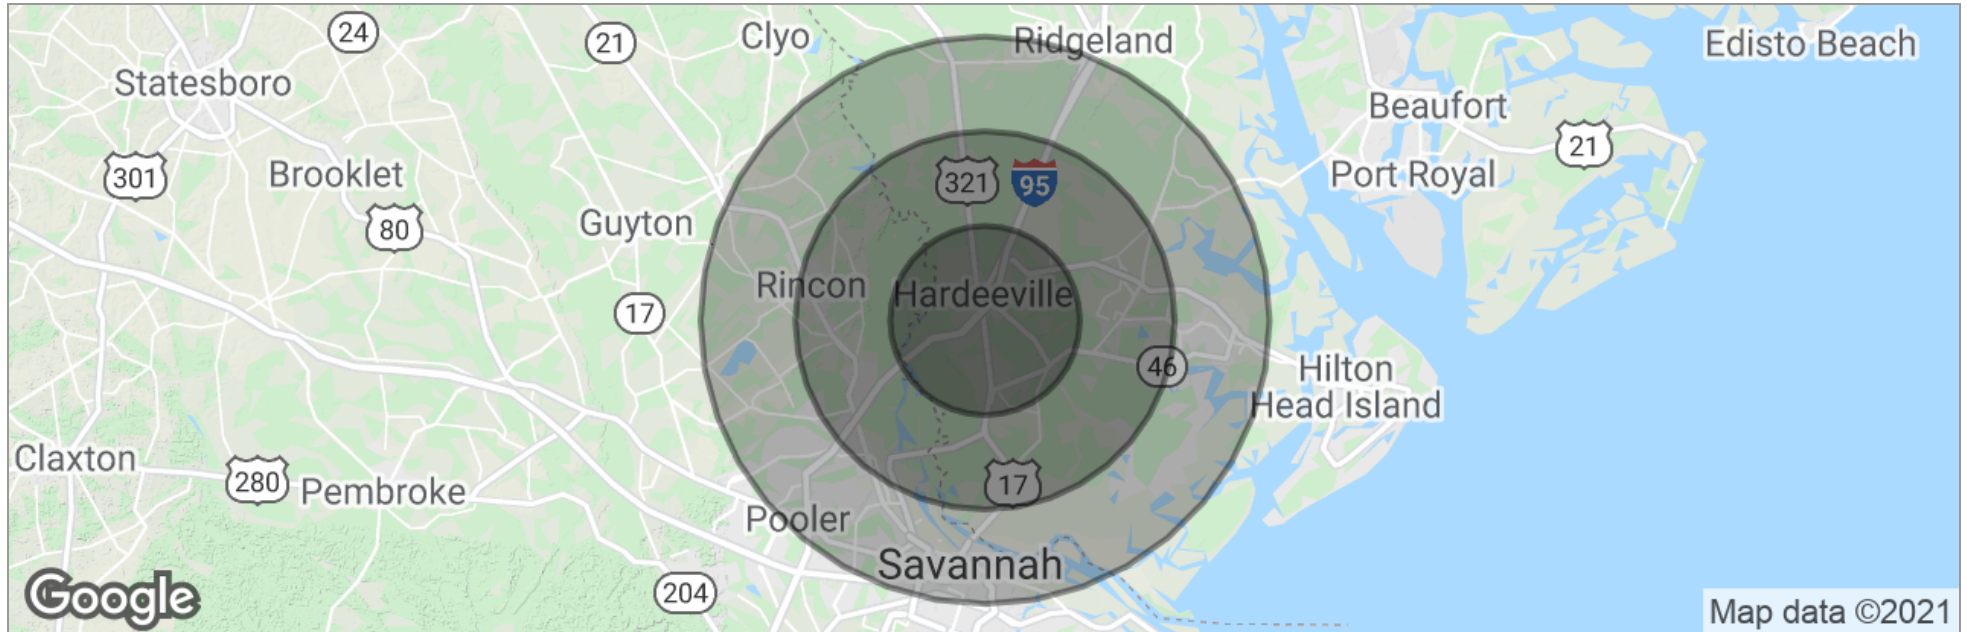 24
21
Clyo
Ridgeland
Edisto Beach
Statesboro
Beaufort
21
301
Brooklet
321
95
Port Royal
80
Guyton
Rincon
Hardeeville
17
46
Hilton
Head Island
Claxton
280
Pembroke
17
Pooler
Savannah
204
Google
Map data ©2021